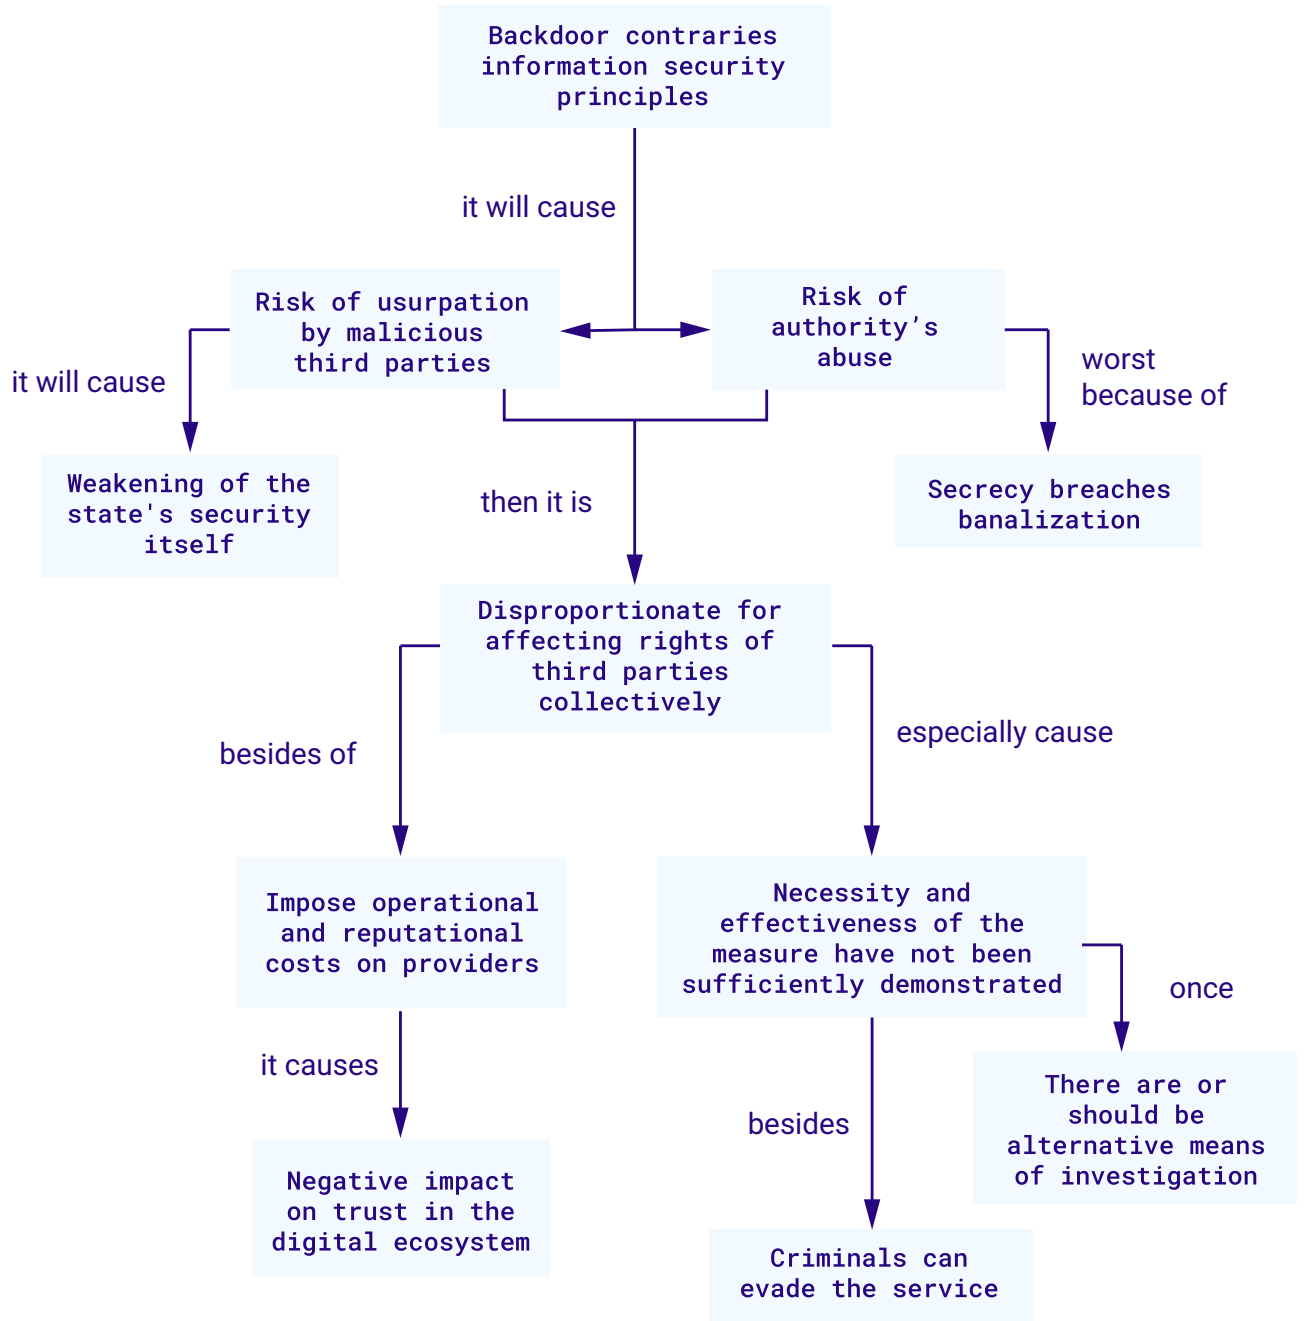 Backdoor contraries
information security
principles
it will cause
Risk of usurpation
by malicious
third parties
Risk of
authority’s
abuse
it will cause
worst
because of
Weakening of the
state's security
itself
then it is
Secrecy breaches
banalization
Disproportionate for
affecting rights of
third parties
collectively
besides of
especially cause
Impose operational
and reputational
costs on providers
Necessity and
effectiveness of the
measure have not been
sufficiently demonstrated
once
it causes
besides
There are or
should be
alternative means
of investigation
Negative impact
on trust in the
digital ecosystem
Criminals can
evade the service